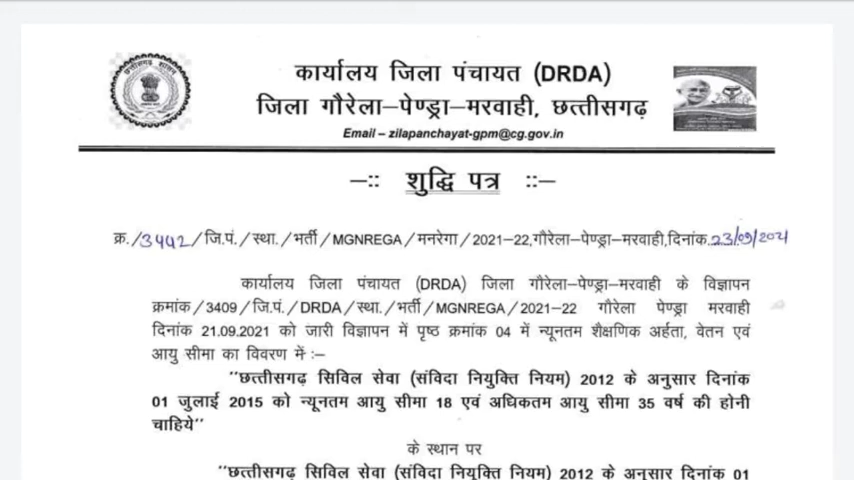 छत्तीसगढ़ शासन
कार्यालय जिला पंचायत (DRDA)
जिला गौरेला–पेण्ड्रा–मरवाही, छत्तीसगढ़
Email – zilapanchayat-gpm@cg.gov.in
–:: शुद्धि पत्र ::–
क्र./3442/जि.पं./स्था./भर्ती/MGNREGA/मनरेगा/2021–22,गौरेला–पेण्ड्रा–मरवाही,दिनांक.23/09/2021
कार्यालय जिला पंचायत (DRDA) जिला गौरेला–पेण्ड्रा–मरवाही के विज्ञापन
क्रमांक/3409/जि.पं./DRDA/स्था./भर्ती/MGNREGA/2021–22 गौरेला पेण्ड्रा मरवाही
दिनांक 21.09.2021 को जारी विज्ञापन में पृष्ठ क्रमांक 04 में न्यूनतम शैक्षणिक अर्हता, वेतन एवं
आयु सीमा का विवरण में :–
"छत्तीसगढ़ सिविल सेवा (संविदा नियुक्ति नियम) 2012 के अनुसार दिनांक
01 जुलाई 2015 को न्यूनतम आयु सीमा 18 एवं अधिकतम आयु सीमा 35 वर्ष की होनी
चाहिये"
के स्थान पर
"छत्तीसगढ़ सिविल सेवा (संविदा नियुक्ति नियम) 2012 के अनुसार दिनांक 01